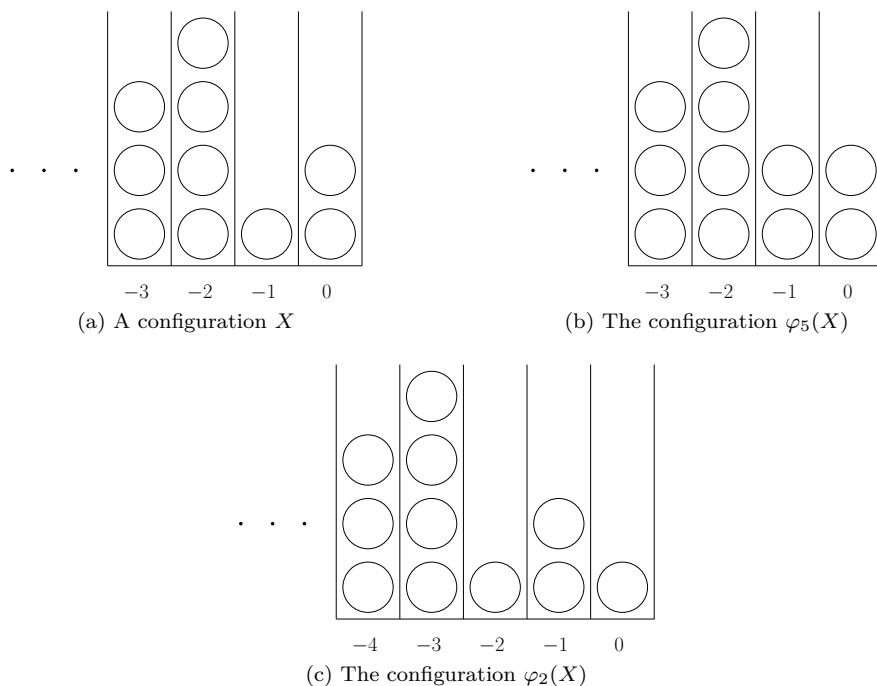 . . .
−3 −2 −1 0
(a) A configuration X
. . .
−3 −2 −1 0
(b) The configuration φ₅(X)
. . .
−4 −3 −2 −1 0
(c) The configuration φ₂(X)